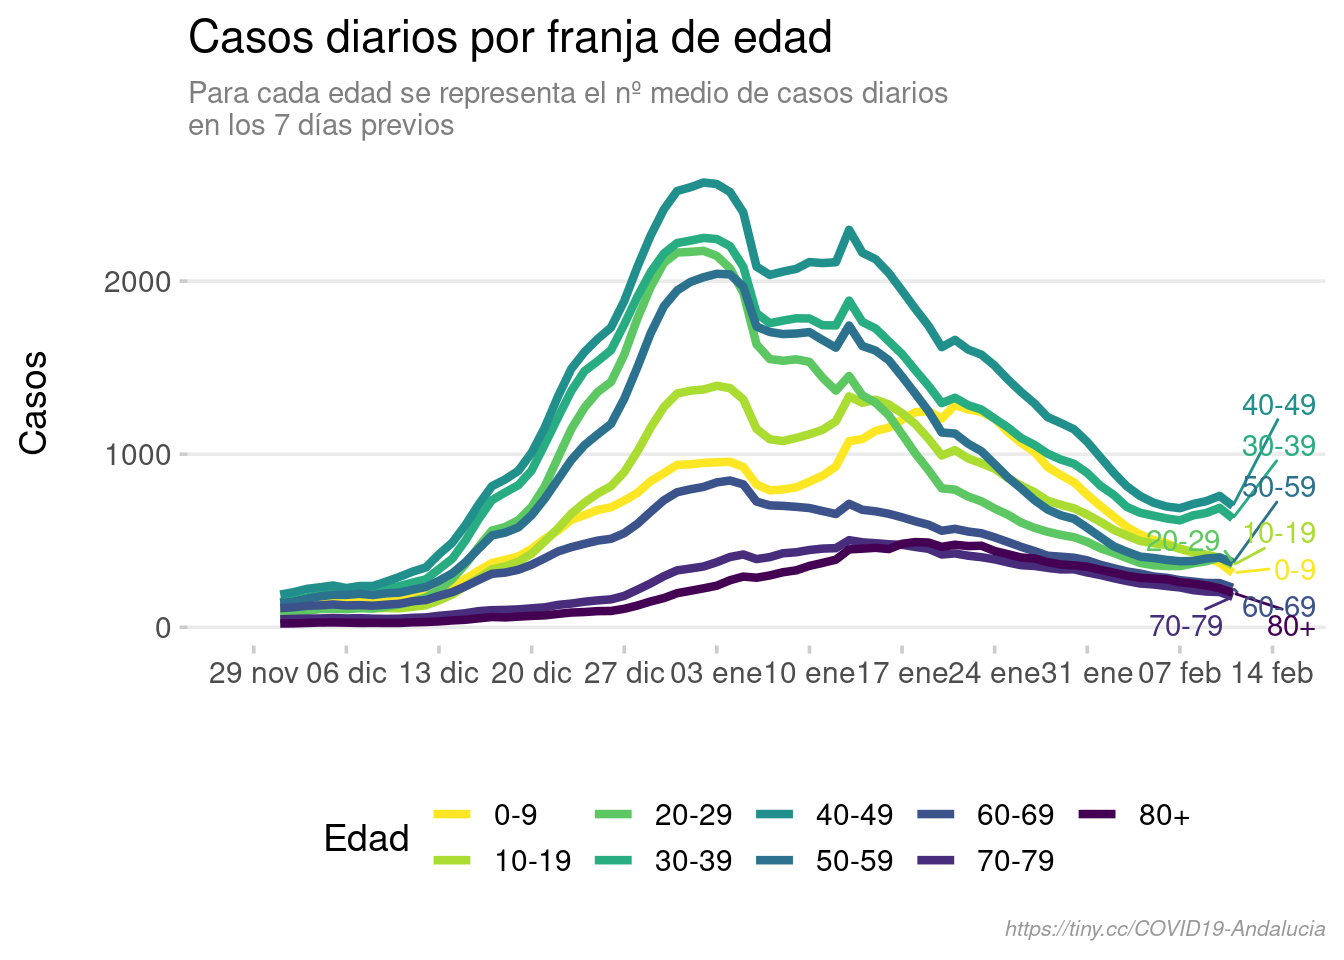 Casos diarios por franja de edad
Para cada edad se representa el nº medio de casos diarios
en los 7 días previos
Casos
2000
1000
0
40-49
30-39
50-59
10-19
20-29
0-9
60-69
70-79
80+
29 nov 06 dic 13 dic 20 dic 27 dic 03 ene 10 ene 17 ene 24 ene 31 ene 07 feb 14 feb
Edad
0-9 20-29 40-49 60-69 80+
10-19 30-39 50-59 70-79
https://tiny.cc/COVID19-Andalucia